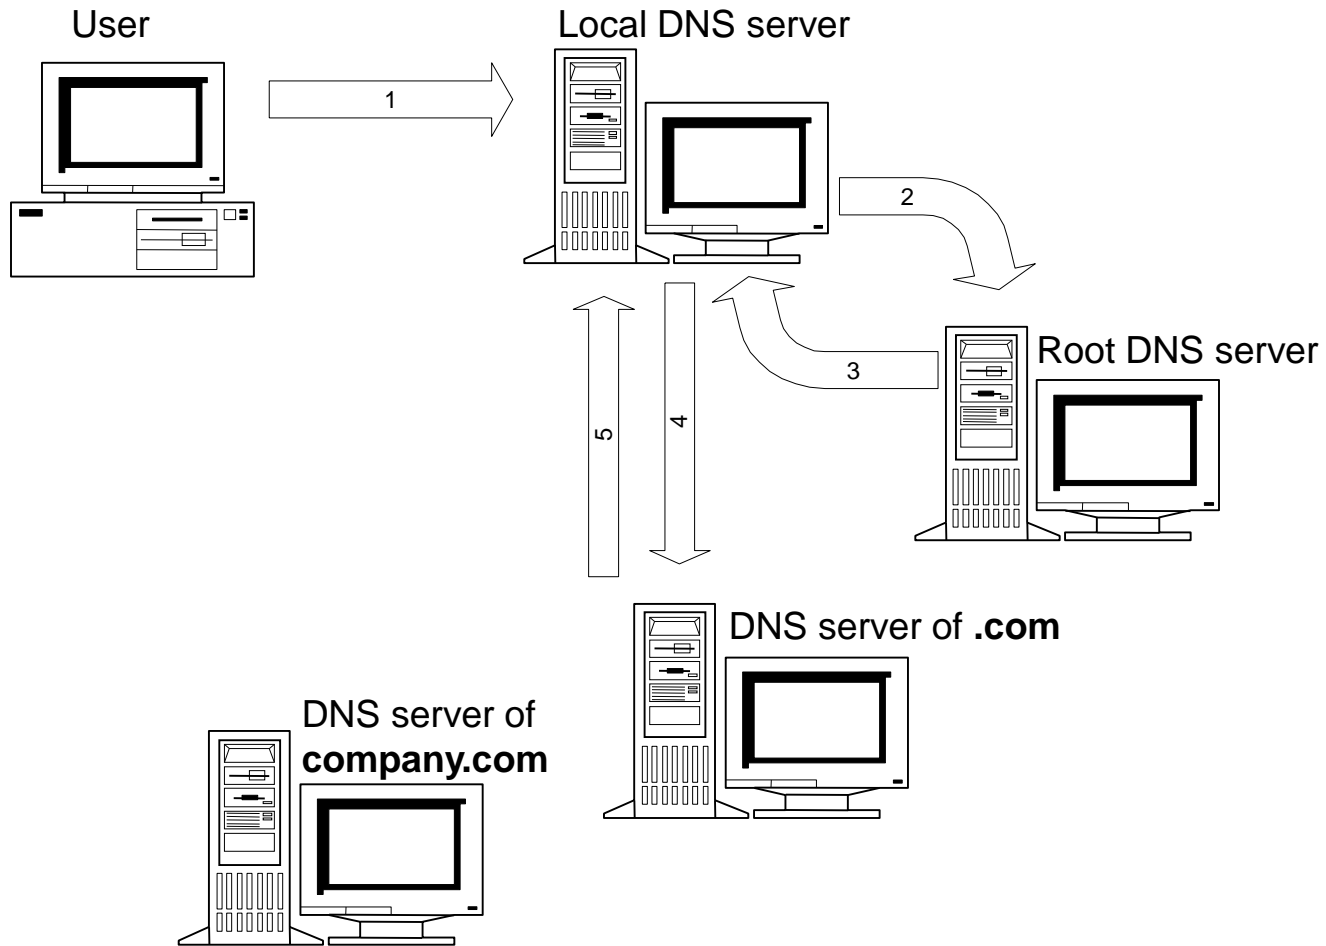 User
Local DNS server
1
2
3
Root DNS server
5
4
DNS server of .com
DNS server of
company.com